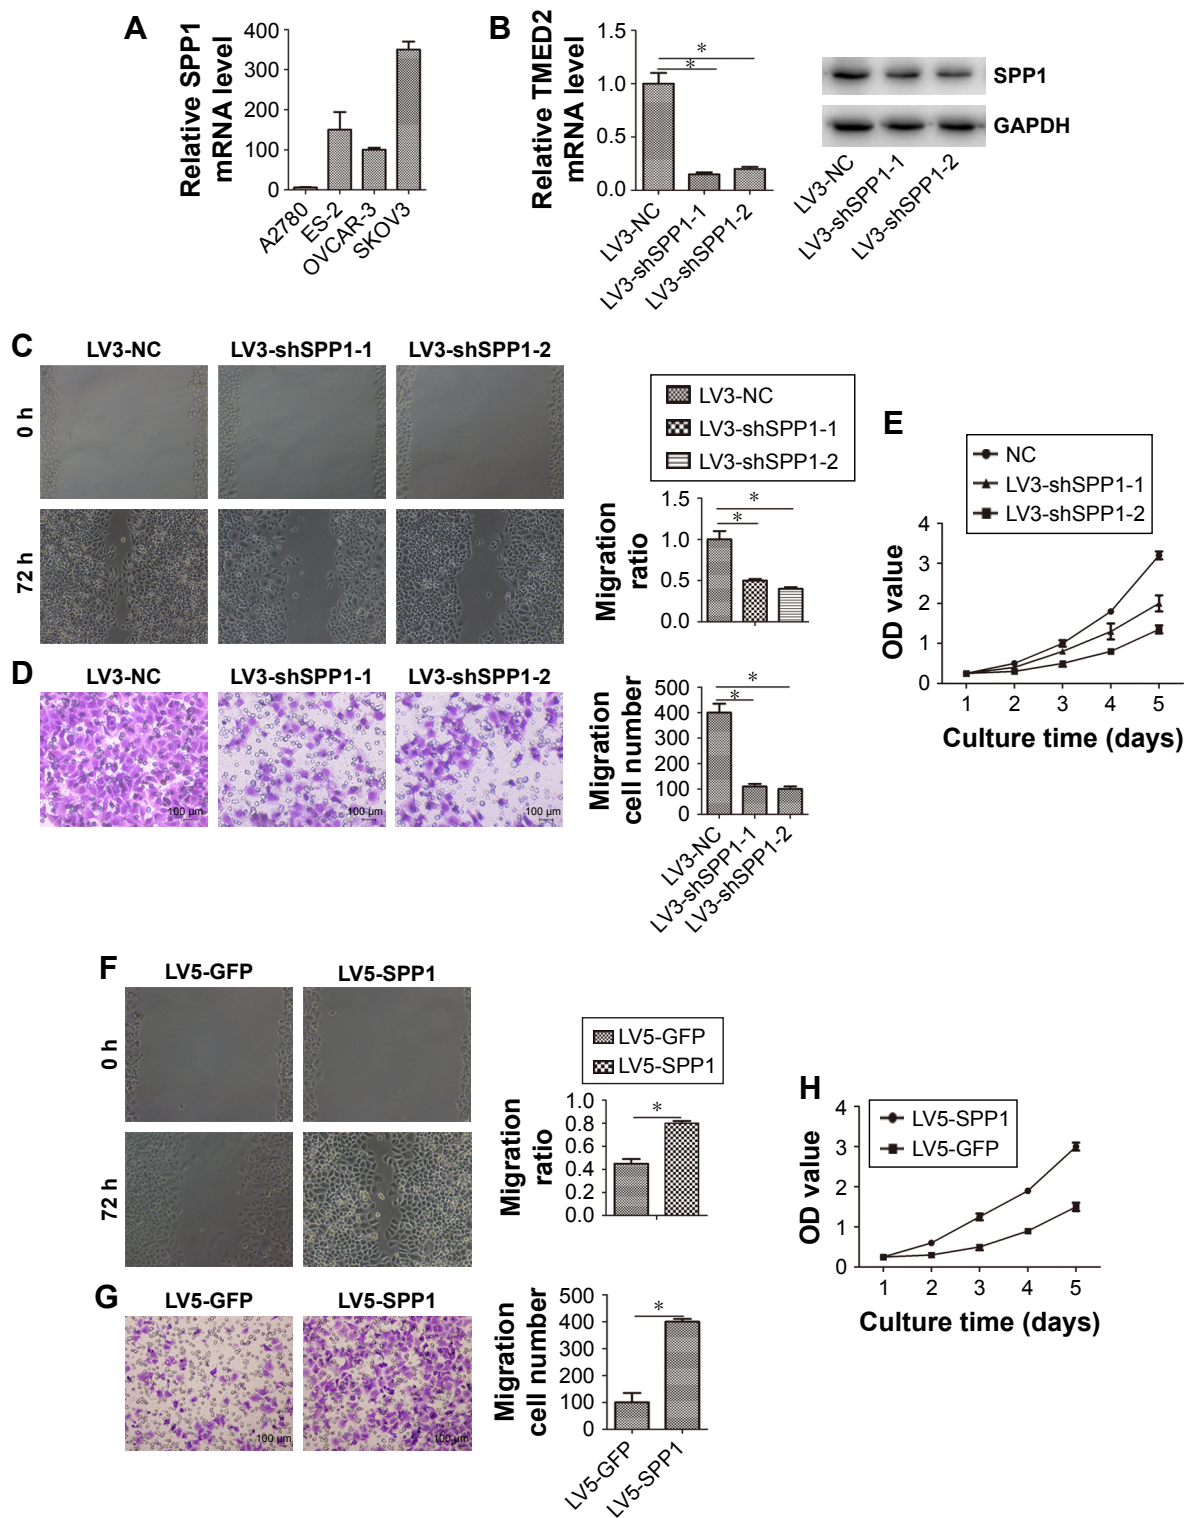 A
Relative SPP1
mRNA level
400
300
200
100
0
A2780
ES-2
OVCAR-3
SKOV3
B
Relative TMED2
mRNA level
1.5
1.0
0.5
0.0
*
*
LV3-NC
LV3-shSPP1-1
LV3-shSPP1-2
SPP1
GAPDH
LV3-NC
LV3-shSPP1-1
LV3-shSPP1-2
C
LV3-NC
LV3-shSPP1-1
LV3-shSPP1-2
0 h
72 h
LV3-NC
LV3-shSPP1-1
LV3-shSPP1-2
Migration
ratio
1.5
1.0
0.5
0.0
*
*
D
LV3-NC
LV3-shSPP1-1
LV3-shSPP1-2
100 µm
100 µm
100 µm
Migration
cell number
500
400
300
200
100
0
*
*
LV3-NC
LV3-shSPP1-1
LV3-shSPP1-2
E
NC
LV3-shSPP1-1
LV3-shSPP1-2
OD value
4
3
2
1
0
1 2 3 4 5
Culture time (days)
F
LV5-GFP
LV5-SPP1
0 h
72 h
LV5-GFP
LV5-SPP1
Migration
ratio
1.0
0.8
0.6
0.4
0.2
0.0
*
G
LV5-GFP
LV5-SPP1
100 µm
100 µm
Migration
cell number
500
400
300
200
100
0
*
LV5-GFP
LV5-SPP1
H
LV5-SPP1
LV5-GFP
OD value
4
3
2
1
0
1 2 3 4 5
Culture time (days)